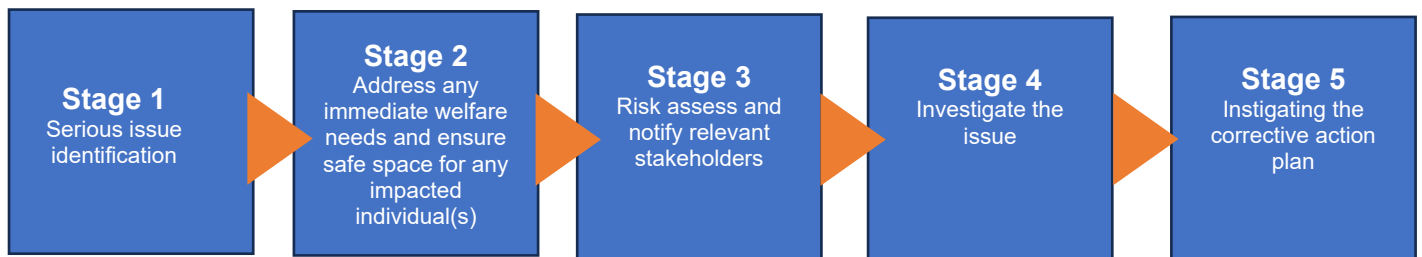 Stage 1
Serious issue
identification
Stage 2
Address any
immediate welfare
needs and ensure
safe space for any
impacted
individual(s)
Stage 3
Risk assess and
notify relevant
stakeholders
Stage 4
Investigate the
issue
Stage 5
Instigating the
corrective action
plan